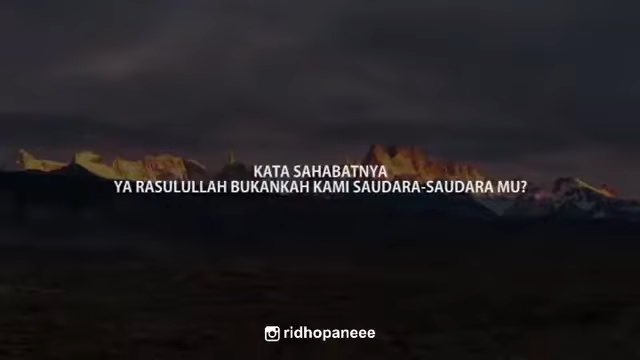 KATA SAHABATNYA
YA RASULULLAH BUKANKAH KAMI SAUDARA-SAUDARA MU?
ridhopaneee